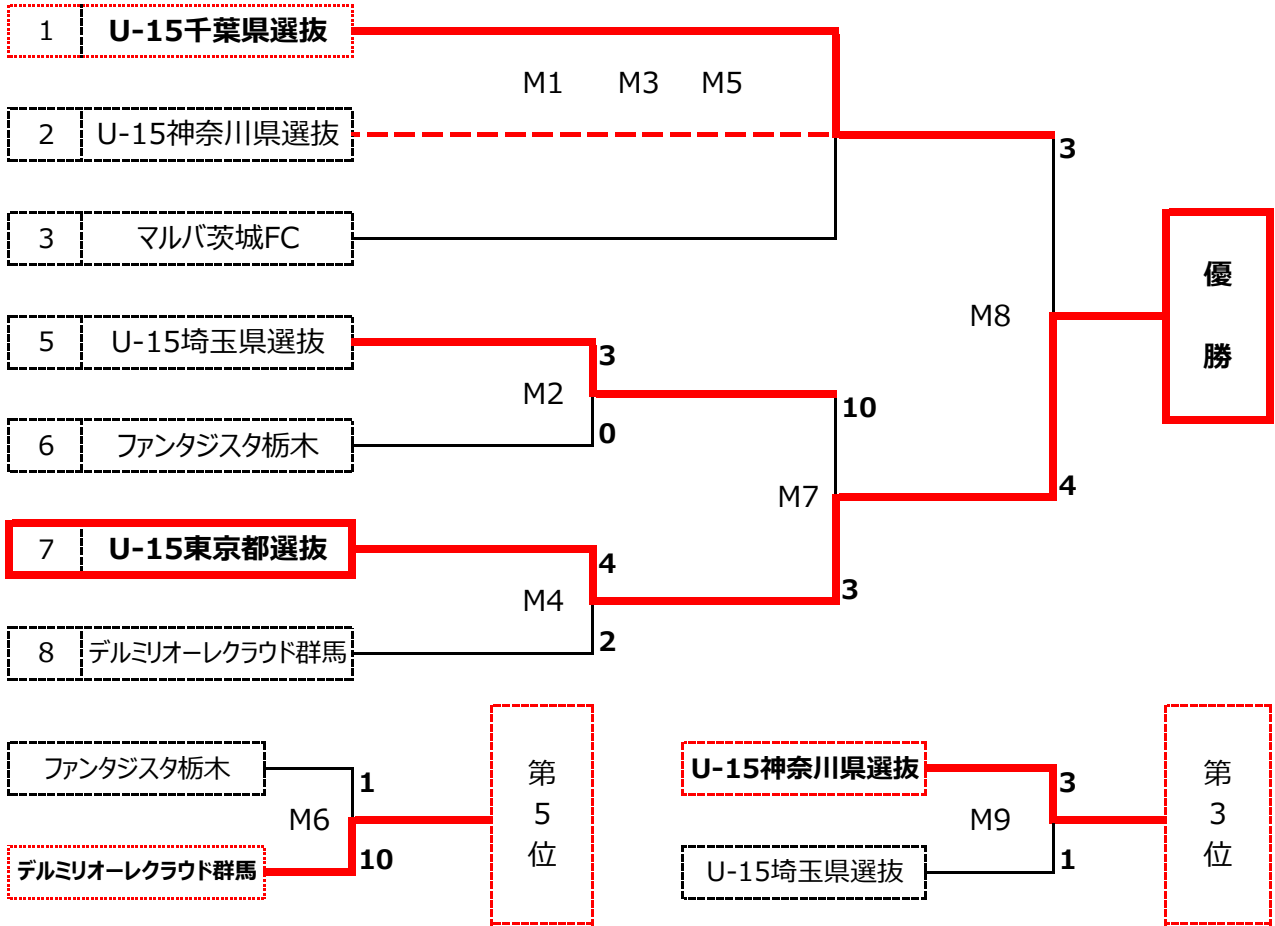 1 U-15千葉県選抜
M1 M3 M5
2 U-15神奈川県選抜
3
3 マルバ茨城FC
優
勝
M8
5 U-15埼玉県選抜
3
M2
10
6 ファンタジスタ栃木
0
M7
4
7 U-15東京都選抜
4
M4
3
8 デルミリオーレクラウド群馬
2
ファンタジスタ栃木
1
M6
デルミリオーレクラウド群馬
10
第
5
位
U-15神奈川県選抜
3
M9
U-15埼玉県選抜
1
第
3
位